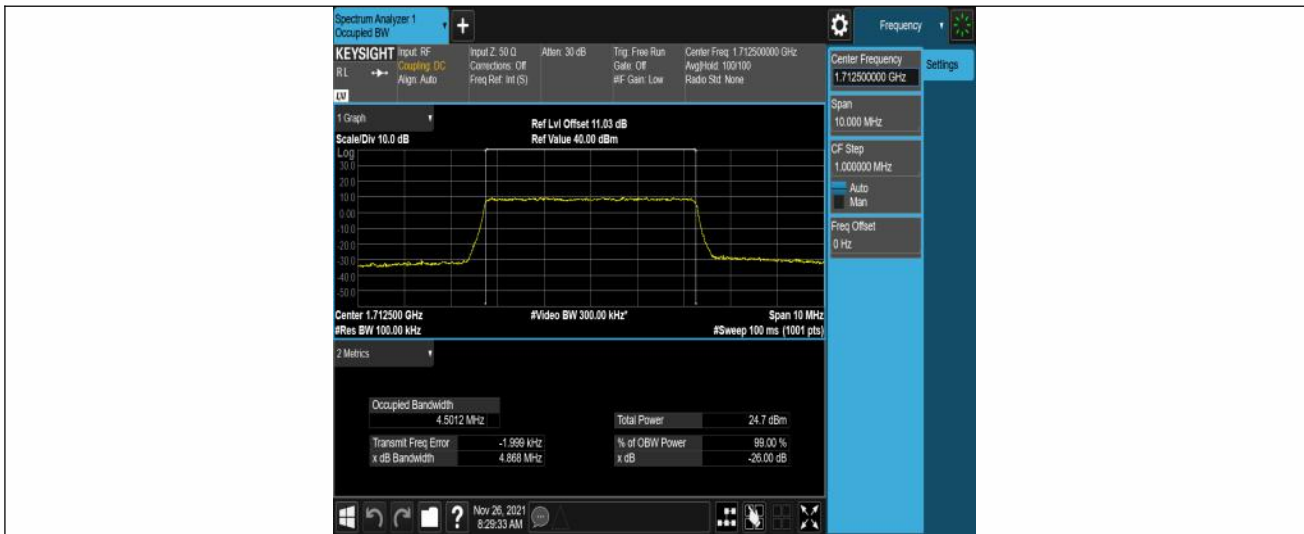 Spectrum Analyzer 1
Occupied BW
Frequency
KEYSIGHT
Input: RF
Coupling: DC
Align: Auto
Input Z: 50 Ω
Corrections: Off
Freq Ref: Int (S)
Atten: 30 dB
Trig: Free Run
Gate: Off
#IF Gain: Low
Center Freq: 1.712500000 GHz
Avg|Hold: 100/100
Radio Std: None
RL
LXI
1 Graph
Ref Lvl Offset 11.03 dB
Scale/Div 10.0 dB
Ref Value 40.00 dBm
Log
30.0
20.0
10.0
0.00
-10.0
-20.0
-30.0
-40.0
-50.0
Center 1.712500 GHz
#Video BW 300.00 kHz*
Span 10 MHz
#Res BW 100.00 kHz
#Sweep 100 ms (1001 pts)
2 Metrics
Occupied Bandwidth
4.5012 MHz
Total Power 24.7 dBm
Transmit Freq Error -1.999 kHz
% of OBW Power 99.00 %
x dB Bandwidth 4.868 MHz
x dB -26.00 dB
Nov 26, 2021
8:29:33 AM
Center Frequency
1.712500000 GHz
Settings
Span
10.000 MHz
CF Step
1.000000 MHz
Auto
Man
Freq Offset
0 Hz